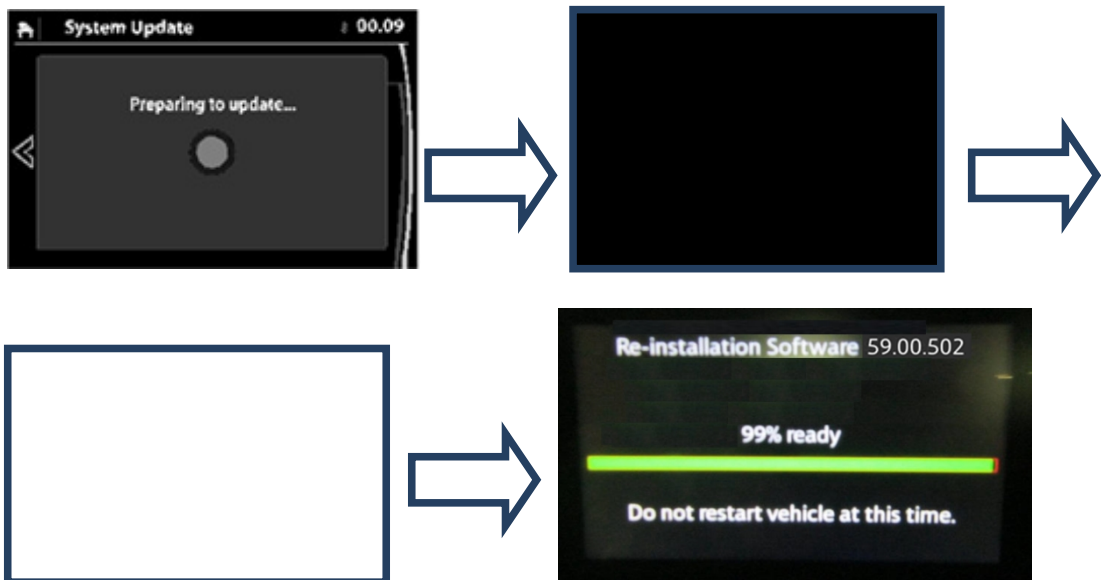 System Update 00.09
Preparing to update...
Re-installation Software 59.00.502
99% ready
Do not restart vehicle at this time.